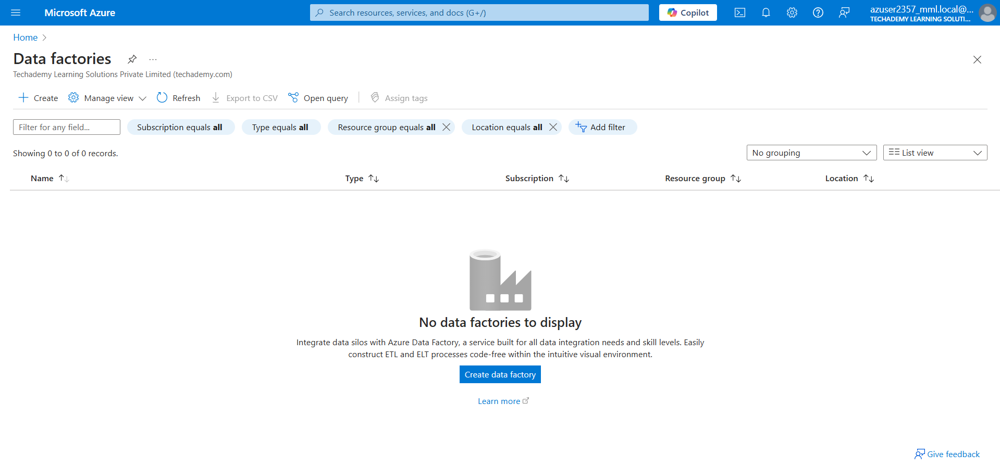 Microsoft Azure
Search resources, services, and docs (G+/)
Copilot
azuser2357_mml.local@...
TECHADEMY LEARNING SOLUTI...
Home
Data factories
...
Techademy Learning Solutions Private Limited (techademy.com)
Create
Manage view
Refresh
Export to CSV
Open query
Assign tags
Filter for any field...
Subscription equals all
Type equals all
Resource group equals all
Location equals all
Add filter
Showing 0 to 0 of 0 records.
No grouping
List view
Name
Type
Subscription
Resource group
Location
No data factories to display
Integrate data silos with Azure Data Factory, a service built for all data integration needs and skill levels. Easily
construct ETL and ELT processes code-free within the intuitive visual environment.
Create data factory
Learn more
Give feedback